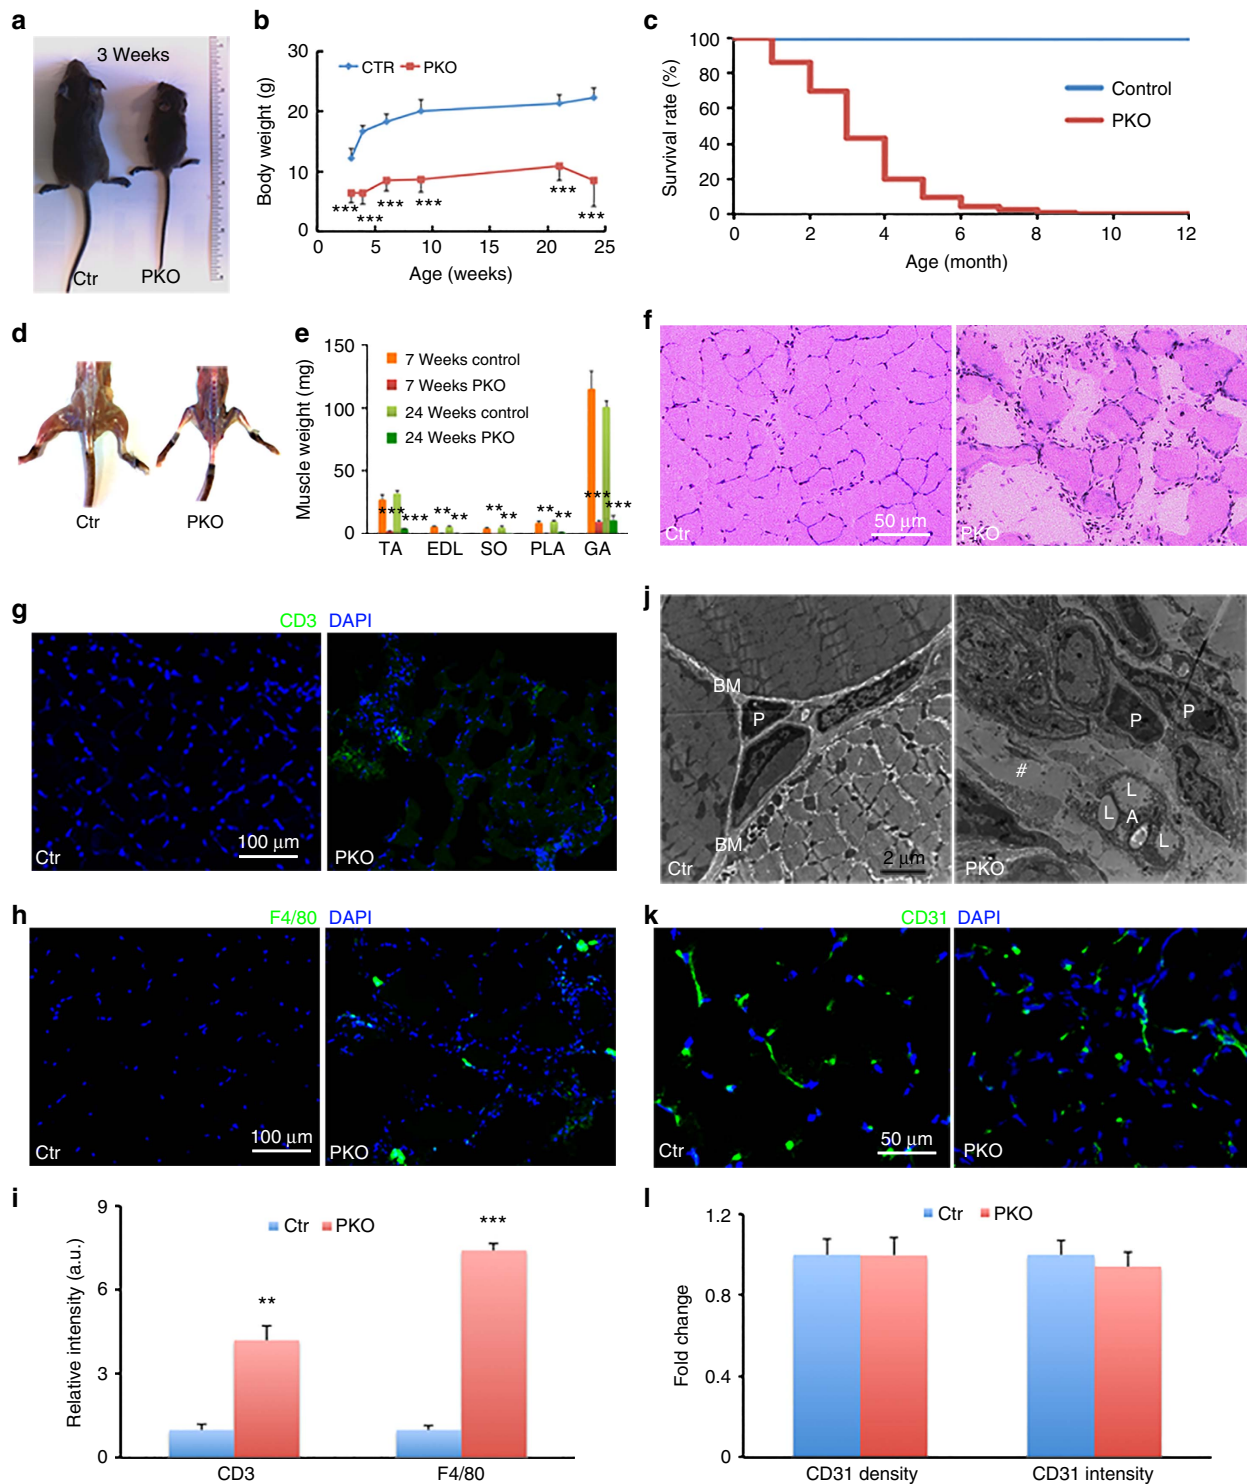 a
3 Weeks
Ctr
PKO
b
30
20
10
0
Body weight (g)
CTR
PKO
***
***
***
***
***
***
0
5
10
15
20
25
Age (weeks)
c
100
80
60
40
20
0
Survival rate (%)
Control
PKO
0
2
4
6
8
10
12
Age (month)
d
Ctr
PKO
e
150
100
50
0
Muscle weight (mg)
7 Weeks control
7 Weeks PKO
24 Weeks control
24 Weeks PKO
***
***
**
**
**
**
**
**
***
***
TA
EDL
SO
PLA
GA
f
Ctr
50 μm
PKO
g
CD3 DAPI
Ctr
100 μm
PKO
j
BM
P
BM
Ctr
2 μm
P
P
#
L
L
A
L
PKO
h
F4/80 DAPI
Ctr
100 μm
PKO
k
CD31 DAPI
Ctr
50 μm
PKO
i
9
6
3
0
Relative intensity (a.u.)
Ctr
PKO
**
***
CD3
F4/80
l
1.2
0.8
0.4
0
Fold change
Ctr
PKO
CD31 density
CD31 intensity